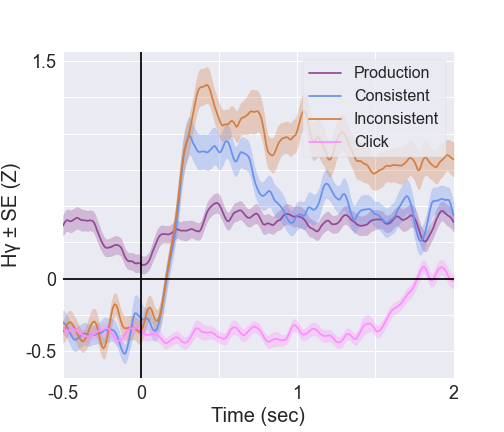 1.5
Production
Consistent
Inconsistent
Click
Hγ ± SE (Z)
0
-0.5
-0.5 0 1 2
Time (sec)